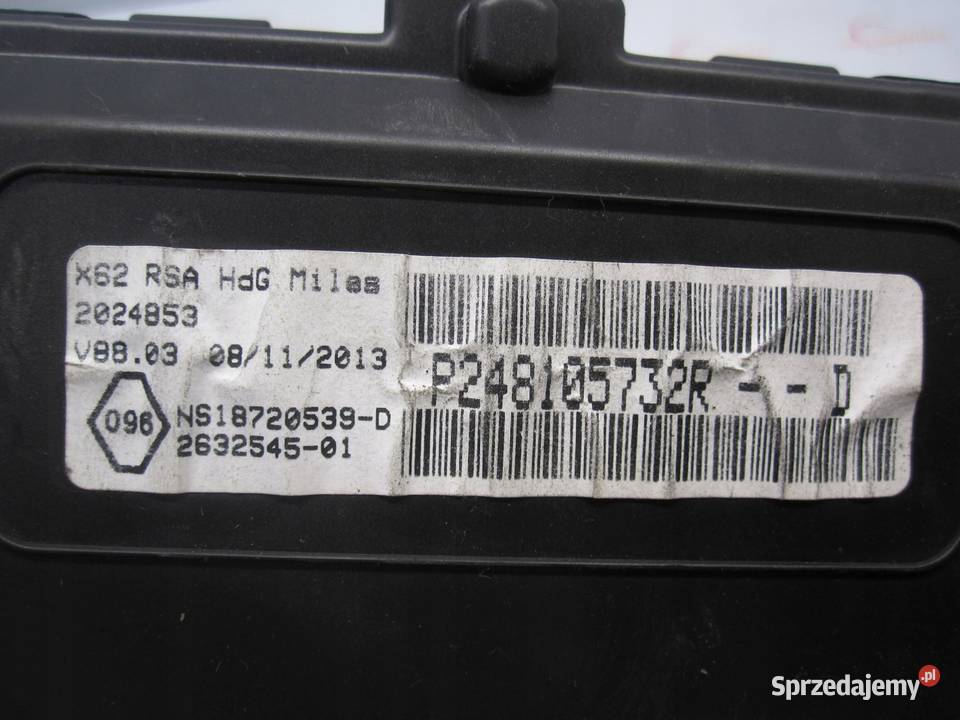 X62 RSA HdG Miles
2024853
V88.03 08/11/2013
096
NS18720539-D
2632545-01
P248105732R - - D
Sprzedajemy.pl